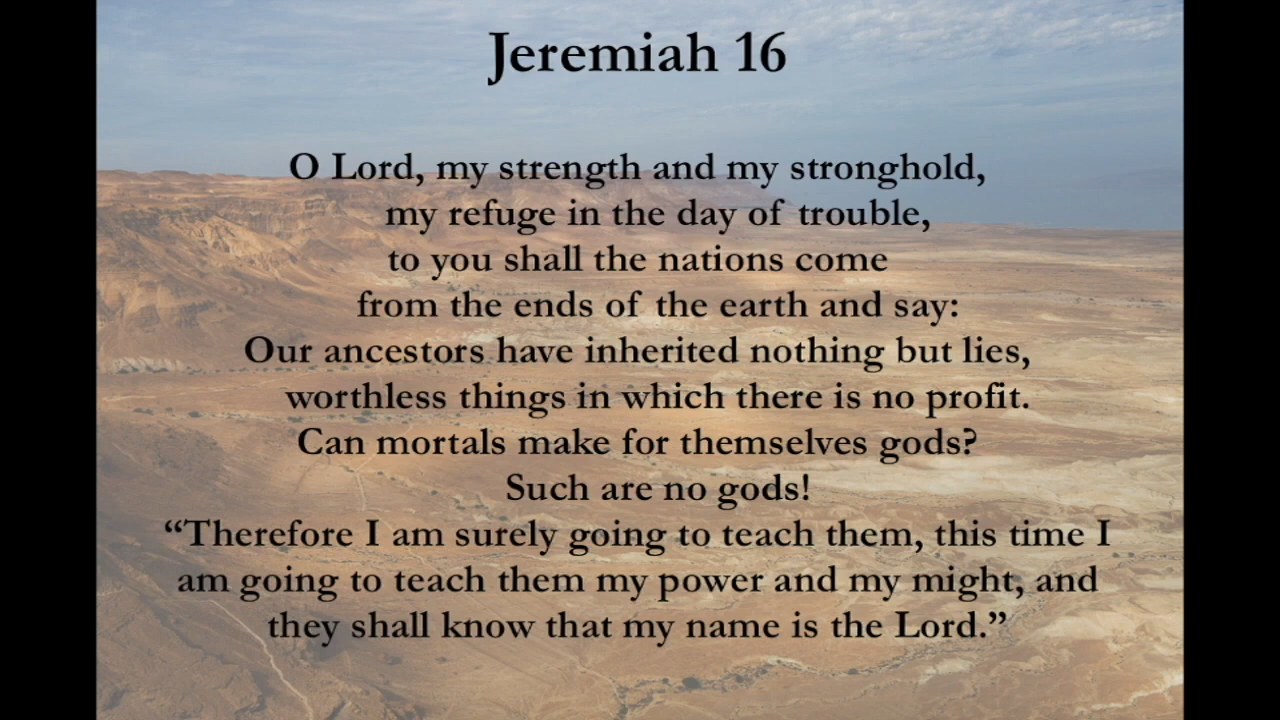 Jeremiah 16
O Lord, my strength and my stronghold,
my refuge in the day of trouble,
to you shall the nations come
from the ends of the earth and say:
Our ancestors have inherited nothing but lies,
worthless things in which there is no profit.
Can mortals make for themselves gods?
Such are no gods!
“Therefore I am surely going to teach them, this time I
am going to teach them my power and my might, and
they shall know that my name is the Lord.”